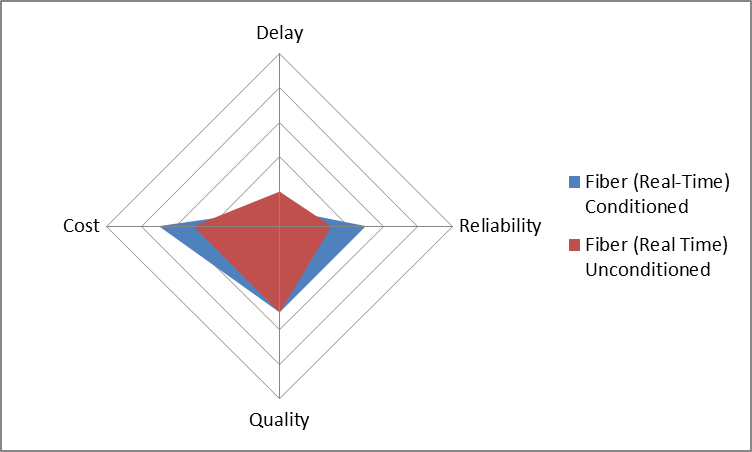 Delay
Cost
Reliability
Quality
Fiber (Real-Time)
Conditioned
Fiber (Real Time)
Unconditioned